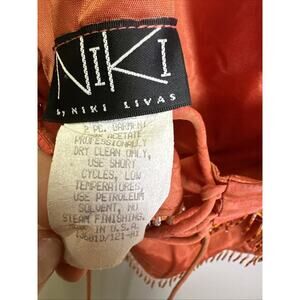 NIKI
by NIKI LIVAS
2 PC. GARMENT
ACETATE
PROFESSIONALLY
DRY CLEAN ONLY,
USE SHORT
CYCLES, LOW
TEMPERATURES,
USE PETROLEUM
SOLVENT, NO
STEAM FINISHING.
MADE IN U.S.A.